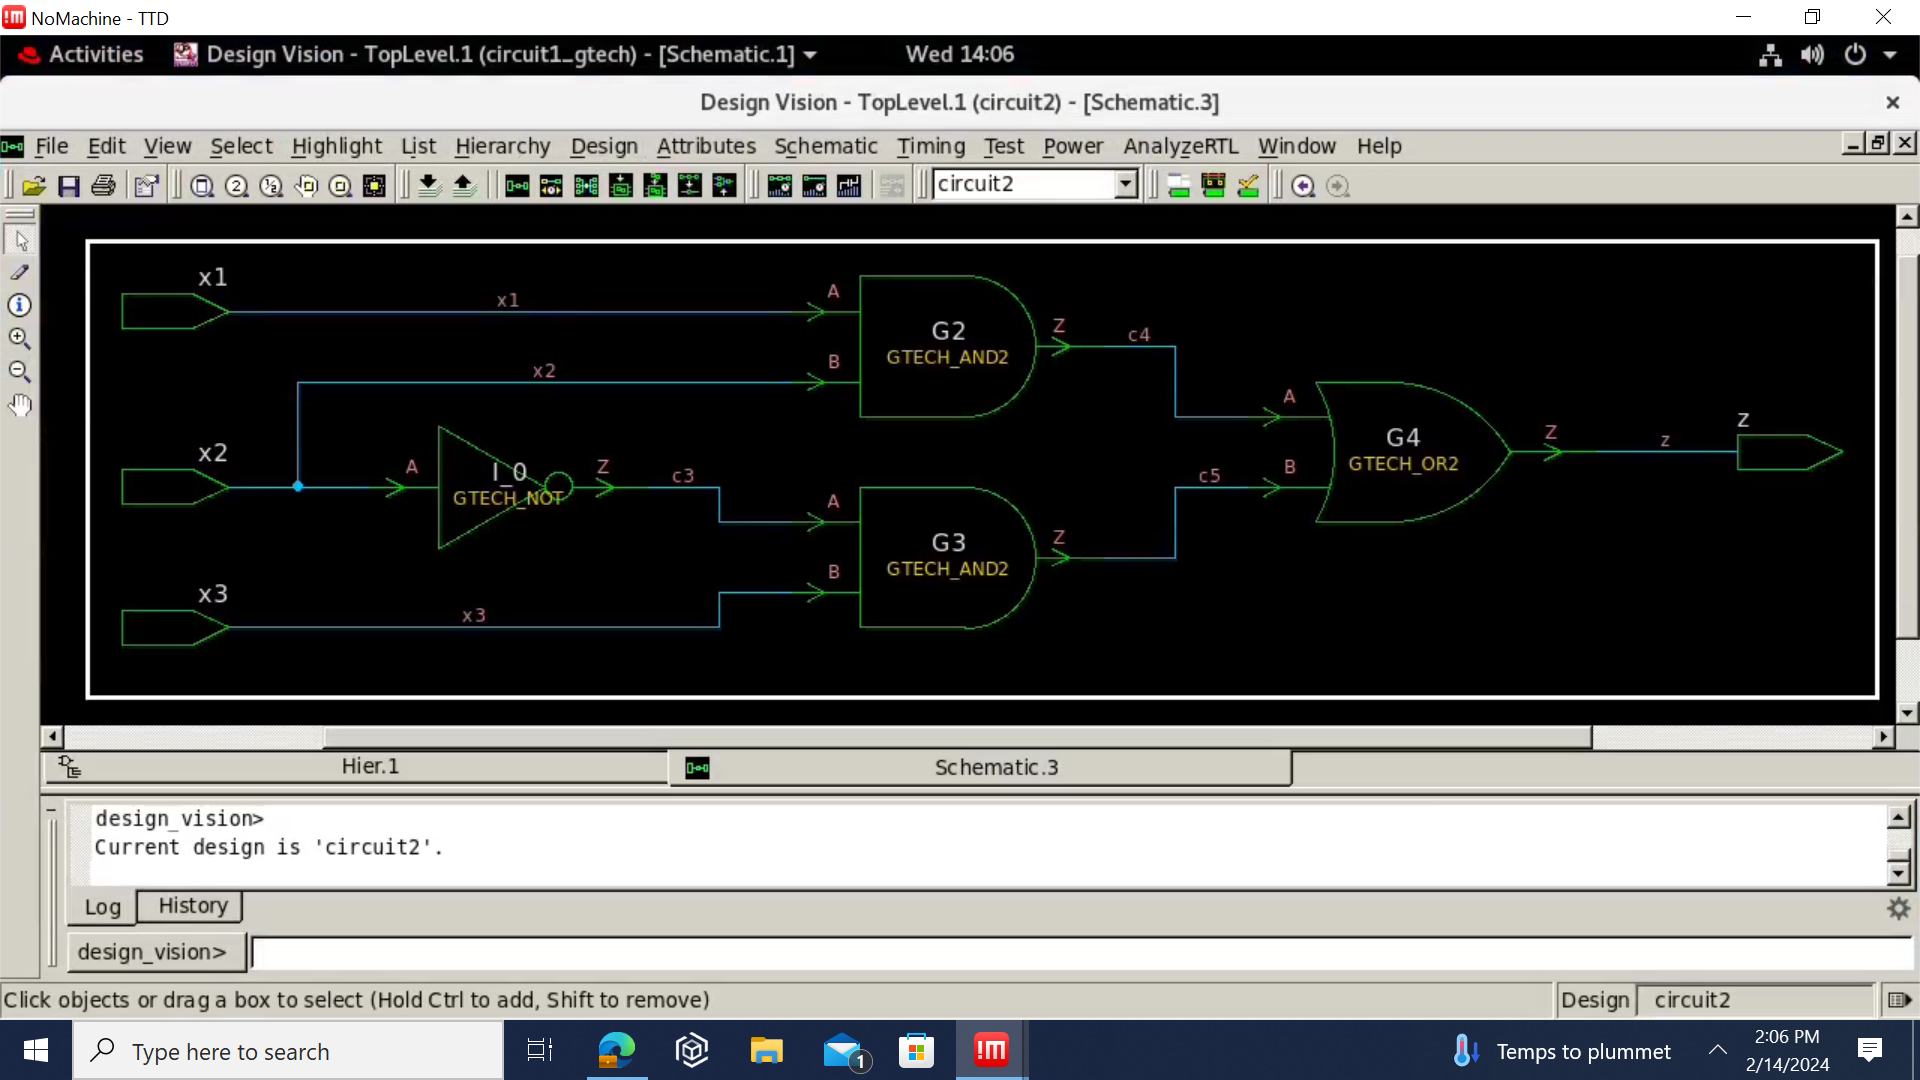 NoMachine - TTD
Activities Design Vision - TopLevel.1 (circuit1_gtech) - [Schematic.1] Wed 14:06
Design Vision - TopLevel.1 (circuit2) - [Schematic.3]
File Edit View Select Highlight List Hierarchy Design Attributes Schematic Timing Test Power AnalyzeRTL Window Help
circuit2
x1
x1
A
G2
GTECH_AND2
Z
c4
x2
B
A
x2
A
I_0
GTECH_NOT
Z
c3
A
G3
GTECH_AND2
Z
c5
B
G4
GTECH_OR2
Z
z
z
x3
x3
B
Hier.1
Schematic.3
design_vision>
Current design is 'circuit2'.
Log History
design_vision>
Click objects or drag a box to select (Hold Ctrl to add, Shift to remove)
Design circuit2
Type here to search
1
Temps to plummet
2:06 PM
2/14/2024